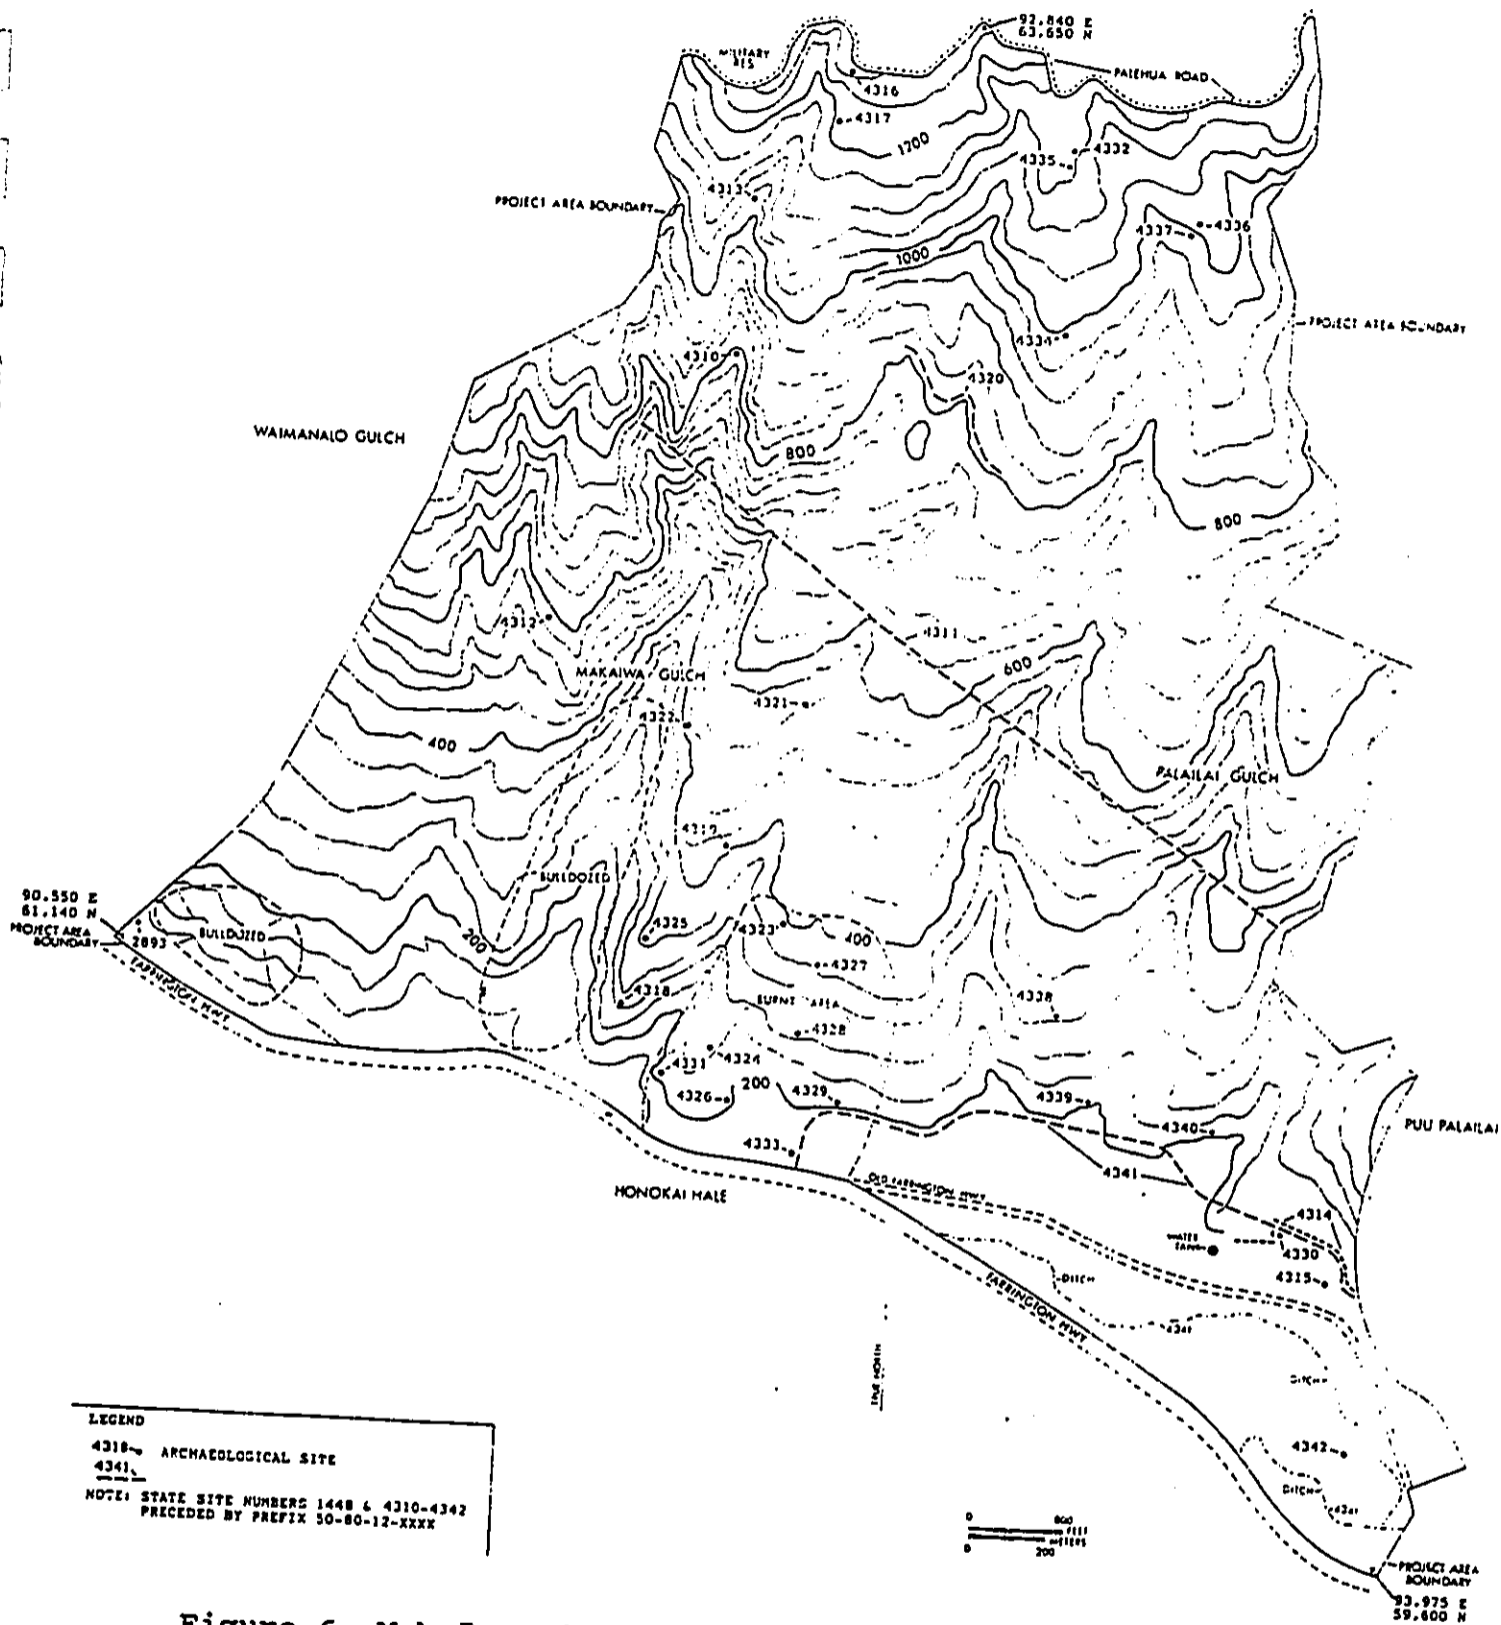 92.840 E
63.650 N
MILITARY
RES
PALEHUA ROAD
4316
4317
1200
4332
4335
4313
PROJECT AREA BOUNDARY
4336
4337
1000
PROJECT AREA BOUNDARY
4334
4310
4320
WAIMANALO GULCH
800
800
4312
4311
600
MAKAIWA GULCH
4321
4322
400
PALAILAI GULCH
BULLDOZED
90.550 E
61.140 N
PROJECT AREA
BOUNDARY
2893
BULLDOZED
200
4325
4323
400
4327
4318
BURNT AREA
4338
4328
4331
4324
200
4326
4329
4339
4340
PUU PALAILAI
4333
4341
HONOKAI HALE
OLD FARRINGTON HWY
FARRINGTON HWY
4314
WATER
TANK
4330
4315
DITCH
FARRINGTON HWY
4341
TRUE NORTH
DITCH
4342
DITCH
4341
LEGEND
4318 ARCHAEOLOGICAL SITE
4341
NOTE: STATE SITE NUMBERS 1448 & 4310-4342
PRECEDED BY PREFIX 50-80-12-XXXX
0 800
FEET
METERS
0 200
PROJECT AREA
BOUNDARY
93.975 E
59.600 N
Figure